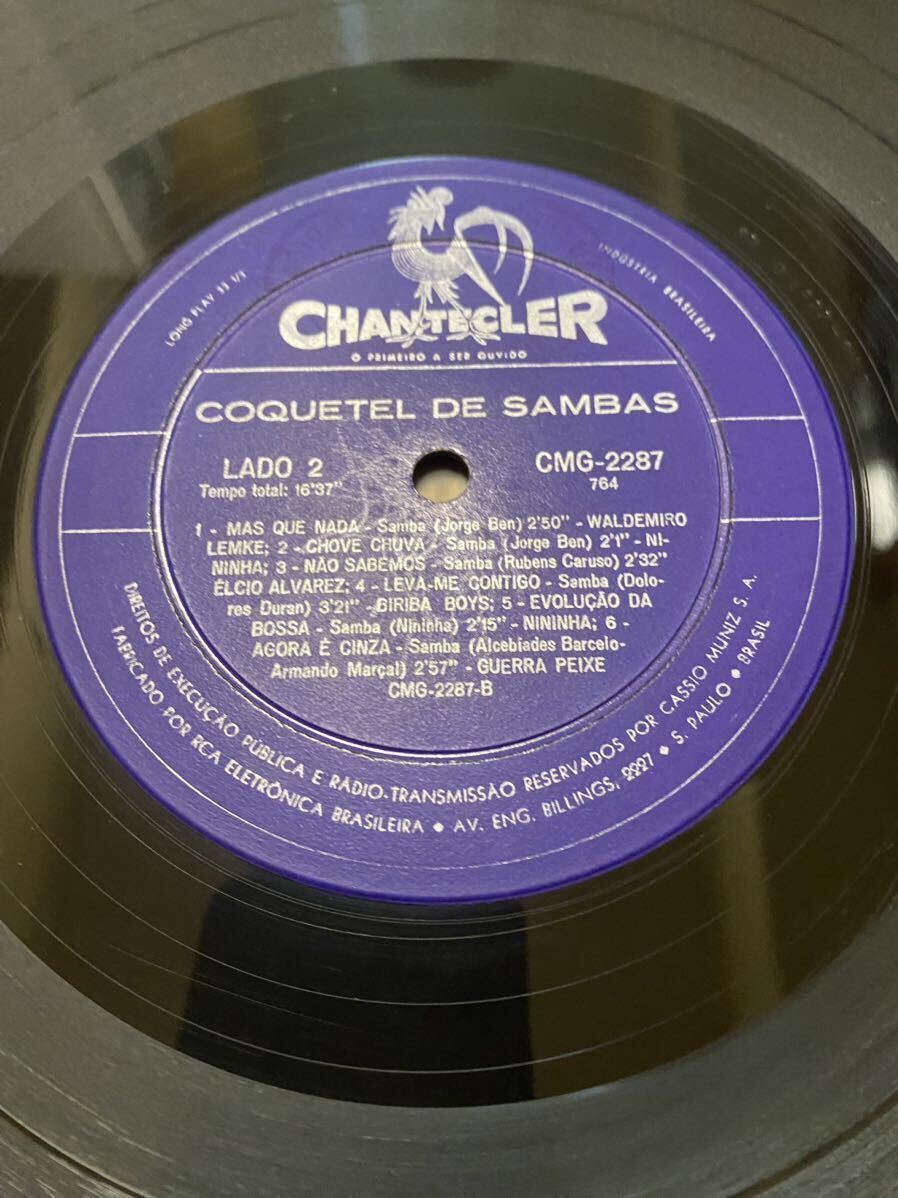 LONG PLAY 33 1/3
INDÚSTRIA BRASILEIRA
CHANTECLER
O PRIMEIRO A SER OUVIDO
COQUETEL DE SAMBAS
LADO 2
Tempo total: 16'37"
CMG-2287
764
1 - MAS QUE NADA - Samba (Jorge Ben) 2'50" - WALDEMIRO
LEMKE; 2 - CHOVE CHUVA - Samba (Jorge Ben) 2'1" - NI-
NINHA; 3 - NÃO SABEMOS - Samba (Rubens Caruso) 2'32"
ÉLCIO ALVAREZ; 4 - LEVA-ME CONTIGO - Samba (Dolo-
res Duran) 3'21" - BIRIBA BOYS; 5 - EVOLUÇÃO DA
BOSSA - Samba (Nininha) 2'15" - NININHA; 6 -
AGORA É CINZA - Samba (Alcebiades Barcelo-
Armando Marçal) 2'57" - GUERRA PEIXE
CMG-2287-B
DIREITOS DE EXECUÇÃO PÚBLICA E RÁDIO-TRANSMISSÃO RESERVADOS POR CASSIO MUNIZ S. A.
FABRICADO POR RCA ELETRÔNICA BRASILEIRA • AV. ENG. BILLINGS, 2227 • S. PAULO • BRASIL